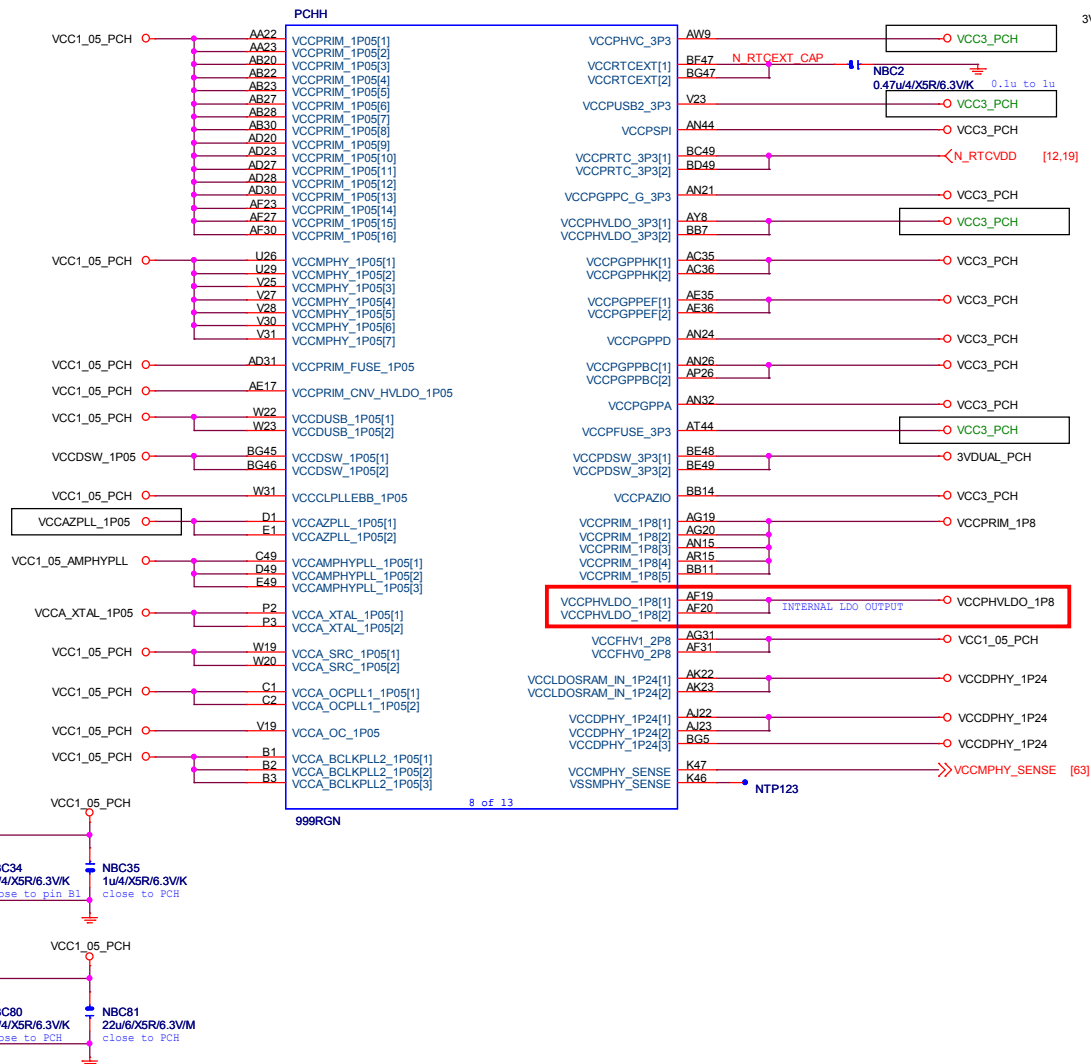 PCHH
3V
VCC1_05_PCH
AA22 VCCPRIM_1P05[1]
AA23 VCCPRIM_1P05[2]
AB20 VCCPRIM_1P05[3]
AB22 VCCPRIM_1P05[4]
AB23 VCCPRIM_1P05[5]
AB27 VCCPRIM_1P05[6]
AB28 VCCPRIM_1P05[7]
AB30 VCCPRIM_1P05[8]
AD20 VCCPRIM_1P05[9]
AD23 VCCPRIM_1P05[10]
AD27 VCCPRIM_1P05[11]
AD28 VCCPRIM_1P05[12]
AD30 VCCPRIM_1P05[13]
AF23 VCCPRIM_1P05[14]
AF27 VCCPRIM_1P05[15]
AF30 VCCPRIM_1P05[16]
VCC1_05_PCH
U26 VCCMPHY_1P05[1]
U29 VCCMPHY_1P05[2]
V25 VCCMPHY_1P05[3]
V27 VCCMPHY_1P05[4]
V28 VCCMPHY_1P05[5]
V30 VCCMPHY_1P05[6]
V31 VCCMPHY_1P05[7]
VCC1_05_PCH AD31 VCCPRIM_FUSE_1P05
VCC1_05_PCH AE17 VCCPRIM_CNV_HVLDO_1P05
VCC1_05_PCH W22 VCCDUSB_1P05[1]
W23 VCCDUSB_1P05[2]
VCCDSW_1P05 BG45 VCCDSW_1P05[1]
BG46 VCCDSW_1P05[2]
VCC1_05_PCH W31 VCCCLPLLEBB_1P05
VCCAZPLL_1P05 D1 VCCAZPLL_1P05[1]
E1 VCCAZPLL_1P05[2]
VCC1_05_AMPHYPLL C49 VCCAMPHYPLL_1P05[1]
D49 VCCAMPHYPLL_1P05[2]
E49 VCCAMPHYPLL_1P05[3]
VCCA_XTAL_1P05 P2 VCCA_XTAL_1P05[1]
P3 VCCA_XTAL_1P05[2]
VCC1_05_PCH W19 VCCA_SRC_1P05[1]
W20 VCCA_SRC_1P05[2]
VCC1_05_PCH C1 VCCA_OCPLL1_1P05[1]
C2 VCCA_OCPLL1_1P05[2]
VCC1_05_PCH V19 VCCA_OC_1P05
VCC1_05_PCH B1 VCCA_BCLKPLL2_1P05[1]
B2 VCCA_BCLKPLL2_1P05[2]
B3 VCCA_BCLKPLL2_1P05[3]
VCCPHVC_3P3 AW9 VCC3_PCH
VCCRTCEXT[1] BF47 N_RTCEXT_CAP
VCCRTCEXT[2] BG47
NBC2
0.47u/4/X5R/6.3V/K 0.1u to 1u
VCCPUSB2_3P3 V23 VCC3_PCH
VCCPSPI AN44 VCC3_PCH
VCCPRTC_3P3[1] BC49 N_RTCVDD [12,19]
VCCPRTC_3P3[2] BD49
VCCPGPPC_G_3P3 AN21 VCC3_PCH
VCCPHVLDO_3P3[1] AY8 VCC3_PCH
VCCPHVLDO_3P3[2] BB7
VCCPGPPHK[1] AC35 VCC3_PCH
VCCPGPPHK[2] AC36
VCCPGPPEF[1] AE35 VCC3_PCH
VCCPGPPEF[2] AE36
VCCPGPPD AN24 VCC3_PCH
VCCPGPPBC[1] AN26 VCC3_PCH
VCCPGPPBC[2] AP26
VCCPGPPA AN32 VCC3_PCH
VCCPFUSE_3P3 AT44 VCC3_PCH
VCCPDSW_3P3[1] BE48 3VDUAL_PCH
VCCPDSW_3P3[2] BE49
VCCPAZIO BB14 VCC3_PCH
VCCPRIM_1P8[1] AG19 VCCPRIM_1P8
VCCPRIM_1P8[2] AG20
VCCPRIM_1P8[3] AN15
VCCPRIM_1P8[4] AR15
VCCPRIM_1P8[5] BB11
VCCPHVLDO_1P8[1] AF19 VCCPHVLDO_1P8
VCCPHVLDO_1P8[2] AF20 INTERNAL LDO OUTPUT
VCCFHV1_2P8 AG31 VCC1_05_PCH
VCCFHV0_2P8 AF31
VCCLDOSRAM_IN_1P24[1] AK22 VCCDPHY_1P24
VCCLDOSRAM_IN_1P24[2] AK23
VCCDPHY_1P24[1] AJ22 VCCDPHY_1P24
VCCDPHY_1P24[2] AJ23
VCCDPHY_1P24[3] BG5 VCCDPHY_1P24
VCCMPHY_SENSE K47 VCCMPHY_SENSE [63]
VSSMPHY_SENSE K46 NTP123
8 of 13
999RGN
VCC1_05_PCH
C34 NBC35
/4/X5R/6.3V/K 1u/4/X5R/6.3V/K
ose to pin B1 close to PCH
VCC1_05_PCH
C80 NBC81
/4/X5R/6.3V/K 22u/6/X5R/6.3V/M
ose to PCH close to PCH